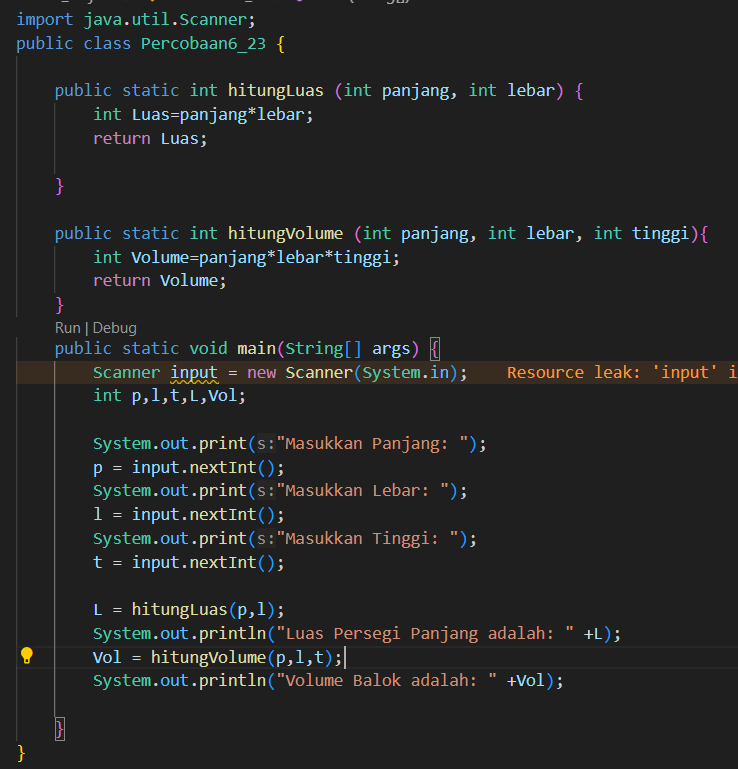 import java.util.Scanner;
public class Percobaan6_23 {
public static int hitungLuas (int panjang, int lebar) {
int Luas=panjang*lebar;
return Luas;
}
public static int hitungVolume (int panjang, int lebar, int tinggi){
int Volume=panjang*lebar*tinggi;
return Volume;
}
Run | Debug
public static void main(String[] args) {
Scanner input = new Scanner(System.in); Resource leak: 'input' i
int p,l,t,L,Vol;
System.out.print(s:"Masukkan Panjang: ");
p = input.nextInt();
System.out.print(s:"Masukkan Lebar: ");
l = input.nextInt();
System.out.print(s:"Masukkan Tinggi: ");
t = input.nextInt();
L = hitungLuas(p,l);
System.out.println("Luas Persegi Panjang adalah: " +L);
Vol = hitungVolume(p,l,t);
System.out.println("Volume Balok adalah: " +Vol);
}
}